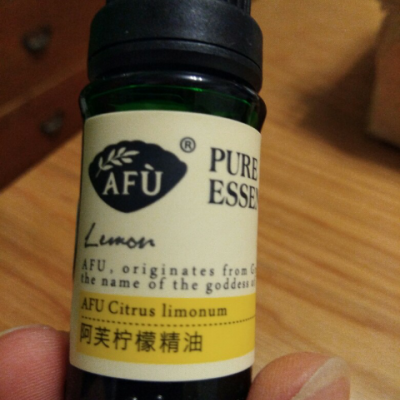 AFÙ®
PURE
Lemon
AFU, originates from
the name of the goddess
AFU Citrus limonum
阿芙柠檬精油